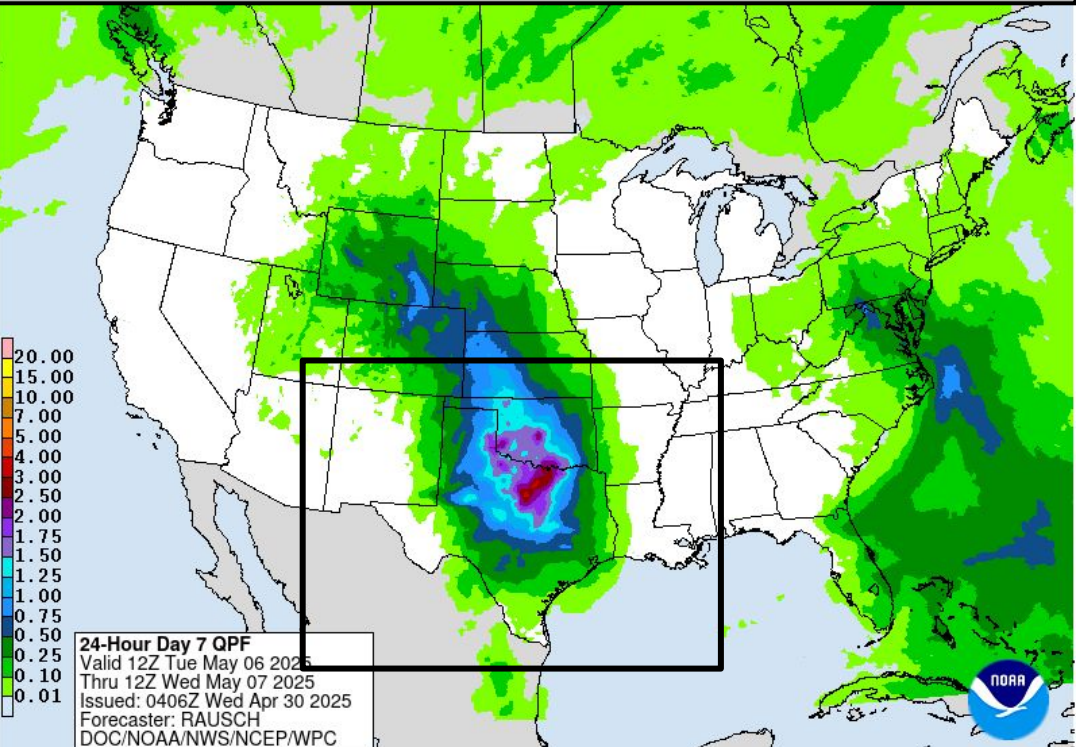 20.00
15.00
10.00
7.00
5.00
4.00
3.00
2.50
2.00
1.75
1.50
1.25
1.00
0.75
0.50
0.25
0.10
0.01
24-Hour Day 7 QPF
Valid 12Z Tue May 06 2025
Thru 12Z Wed May 07 2025
Issued: 0406Z Wed Apr 30 2025
Forecaster: RAUSCH
DOC/NOAA/NWS/NCEP/WPC
NOAA